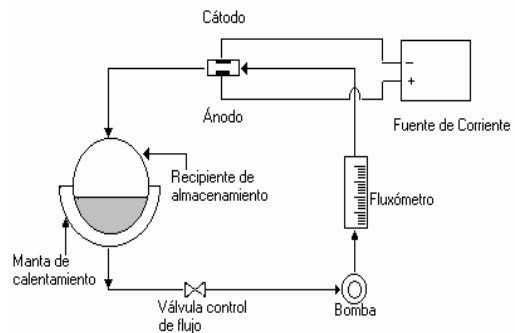 Cátodo
−
+
Ánodo
Fuente de Corriente
Recipiente de
almacenamiento
Fluxómetro
Manta de
calentamiento
Válvula control
de flujo
Bomba